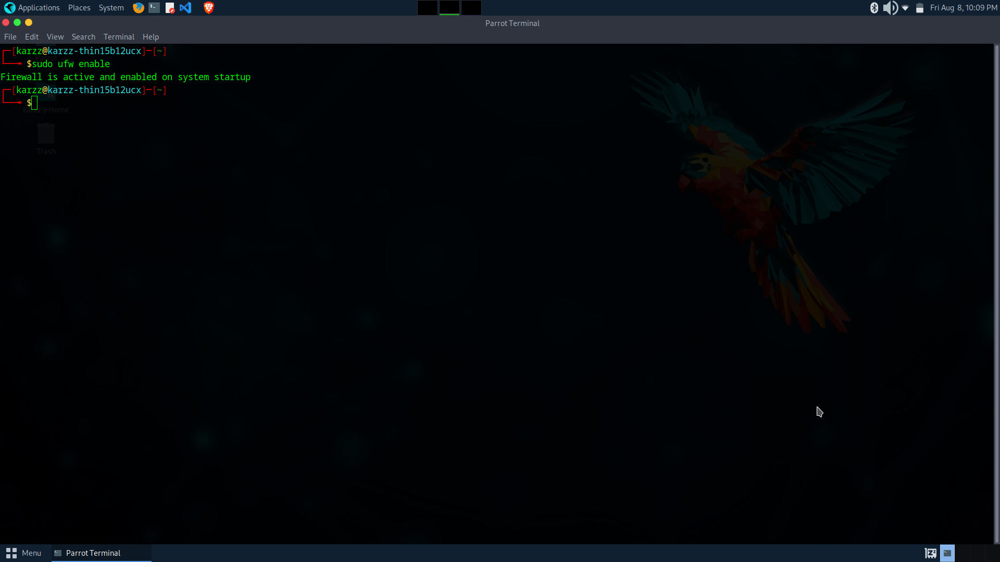 Applications Places System Fri Aug 8, 10:09 PM
Parrot Terminal
File Edit View Search Terminal Help
┌─[karzz@karzz-thin15b12ucx]─[~]
└──╼ $sudo ufw enable
Firewall is active and enabled on system startup
┌─[karzz@karzz-thin15b12ucx]─[~]
└──╼ $
karzz's Home
Trash
Menu Parrot Terminal